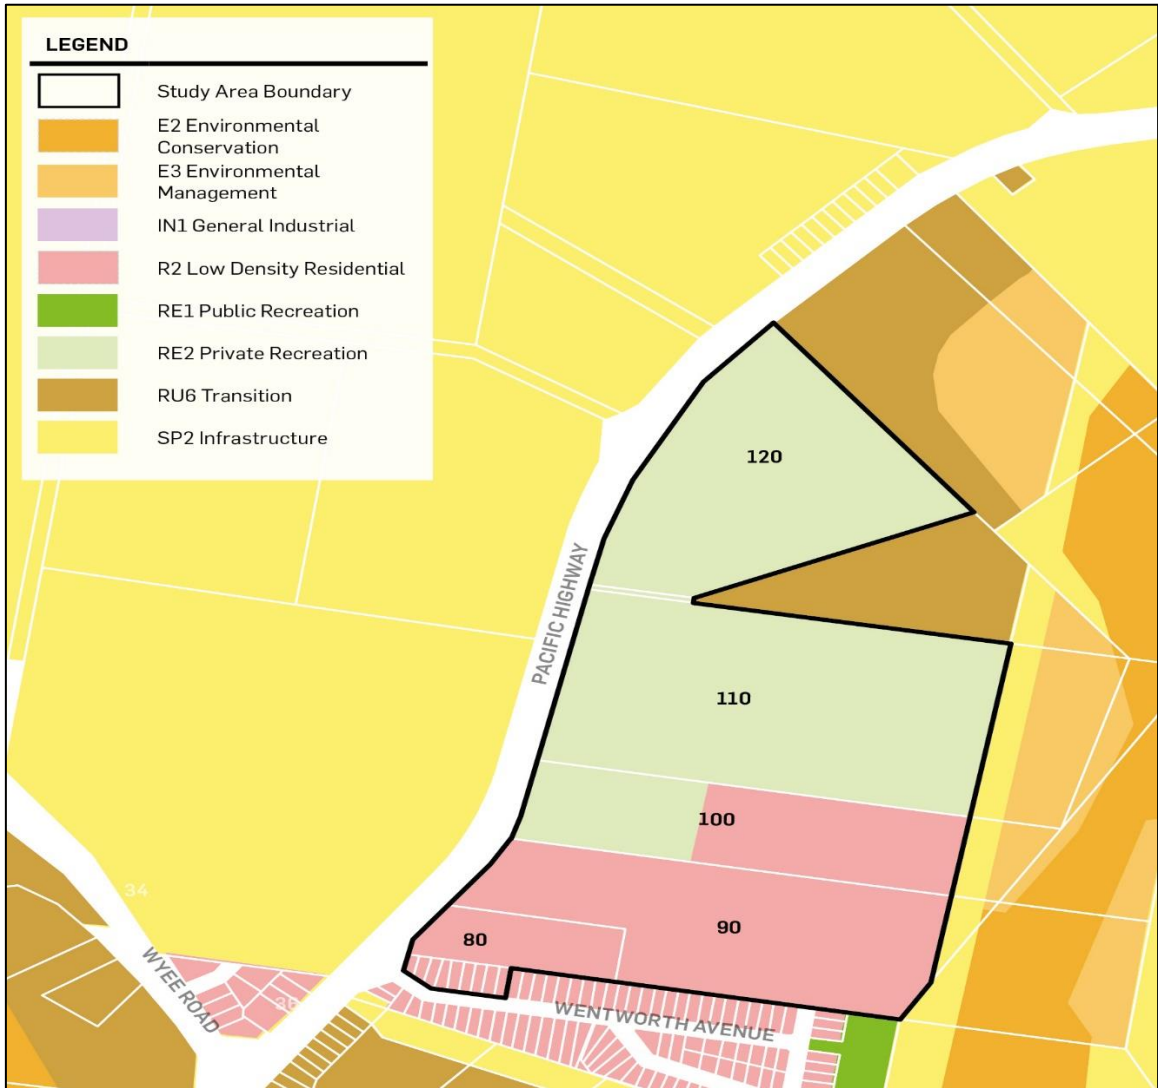 LEGEND
Study Area Boundary
E2 Environmental
Conservation
E3 Environmental
Management
IN1 General Industrial
R2 Low Density Residential
RE1 Public Recreation
RE2 Private Recreation
RU6 Transition
SP2 Infrastructure
120
PACIFIC HIGHWAY
110
100
34
90
80
WYEE ROAD
WENTWORTH AVENUE